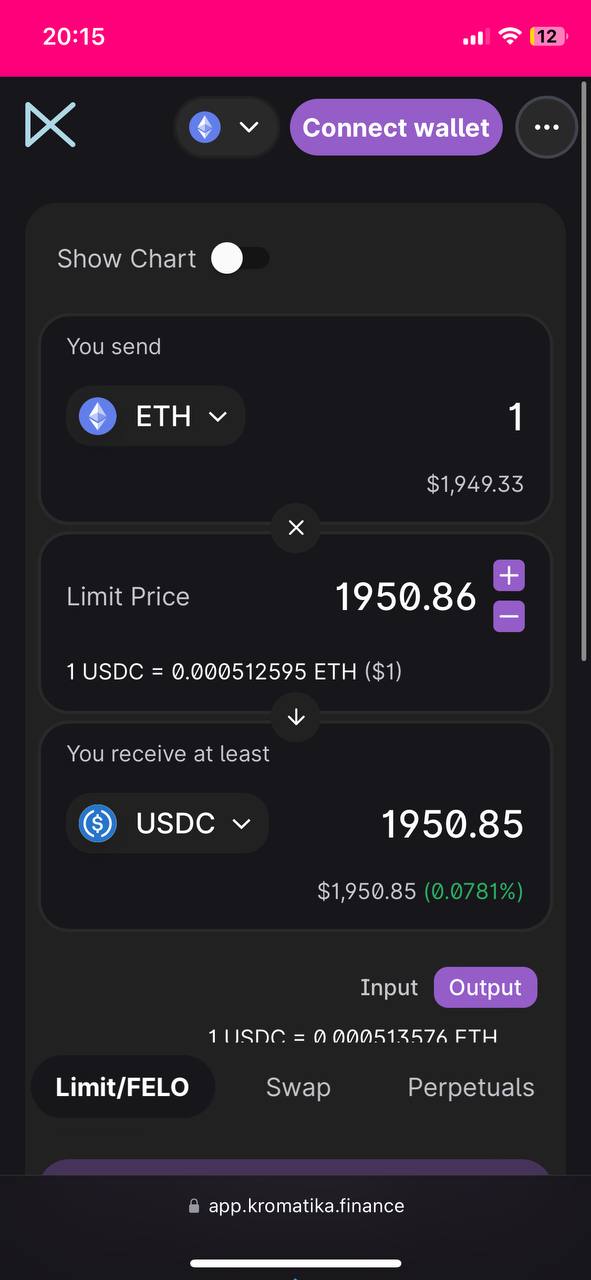 20:15
12
Connect wallet
Show Chart
You send
ETH
1
$1,949.33
Limit Price
1950.86
1 USDC = 0.000512595 ETH ($1)
You receive at least
USDC
1950.85
$1,950.85 (0.0781%)
Input
Output
1 USDC = 0.000513576 ETH
Limit/FELO
Swap
Perpetuals
app.kromatika.finance